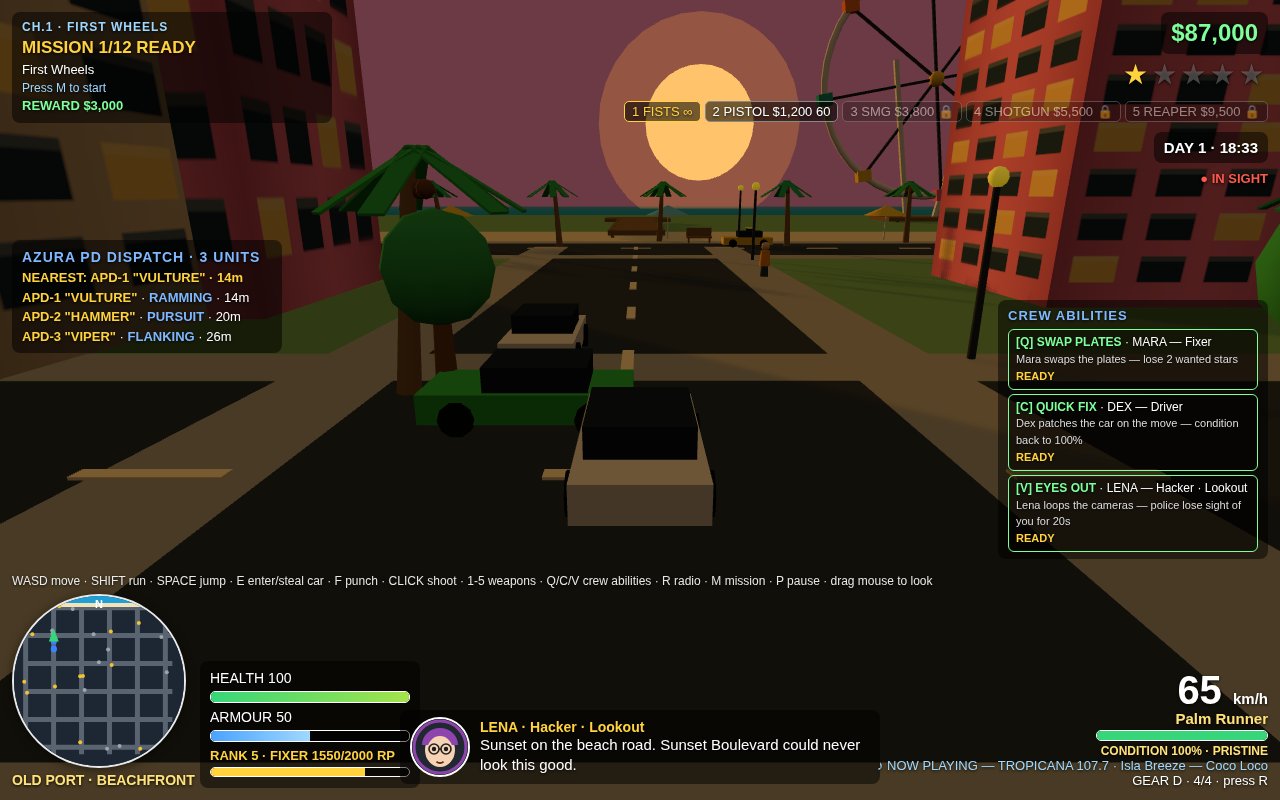 CH.1 · FIRST WHEELS
MISSION 1/12 READY
First Wheels
Press M to start
REWARD $3,000
$87,000
1 FISTS ∞
2 PISTOL $1,200 60
3 SMG $3,800
4 SHOTGUN $5,500
5 REAPER $9,500
DAY 1 · 18:33
● IN SIGHT
AZURA PD DISPATCH · 3 UNITS
NEAREST: APD-1 "VULTURE" · 14m
APD-1 "VULTURE" · RAMMING · 14m
APD-2 "HAMMER" · PURSUIT · 20m
APD-3 "VIPER" · FLANKING · 26m
CREW ABILITIES
[Q] SWAP PLATES · MARA — Fixer
Mara swaps the plates — lose 2 wanted stars
READY
[C] QUICK FIX · DEX — Driver
Dex patches the car on the move — condition
back to 100%
READY
[V] EYES OUT · LENA — Hacker · Lookout
Lena loops the cameras — police lose sight of
you for 20s
READY
WASD move · SHIFT run · SPACE jump · E enter/steal car · F punch · CLICK shoot · 1-5 weapons · Q/C/V crew abilities · R radio · M mission · P pause · drag mouse to look
N
OLD PORT · BEACHFRONT
HEALTH 100
ARMOUR 50
RANK 5 · FIXER 1550/2000 RP
LENA · Hacker · Lookout
Sunset on the beach road. Sunset Boulevard could never
look this good.
65 km/h
Palm Runner
CONDITION 100% · PRISTINE
NOW PLAYING — TROPICANA 107.7 · Isla Breeze — Coco Loco
GEAR D · 4/4 · press R